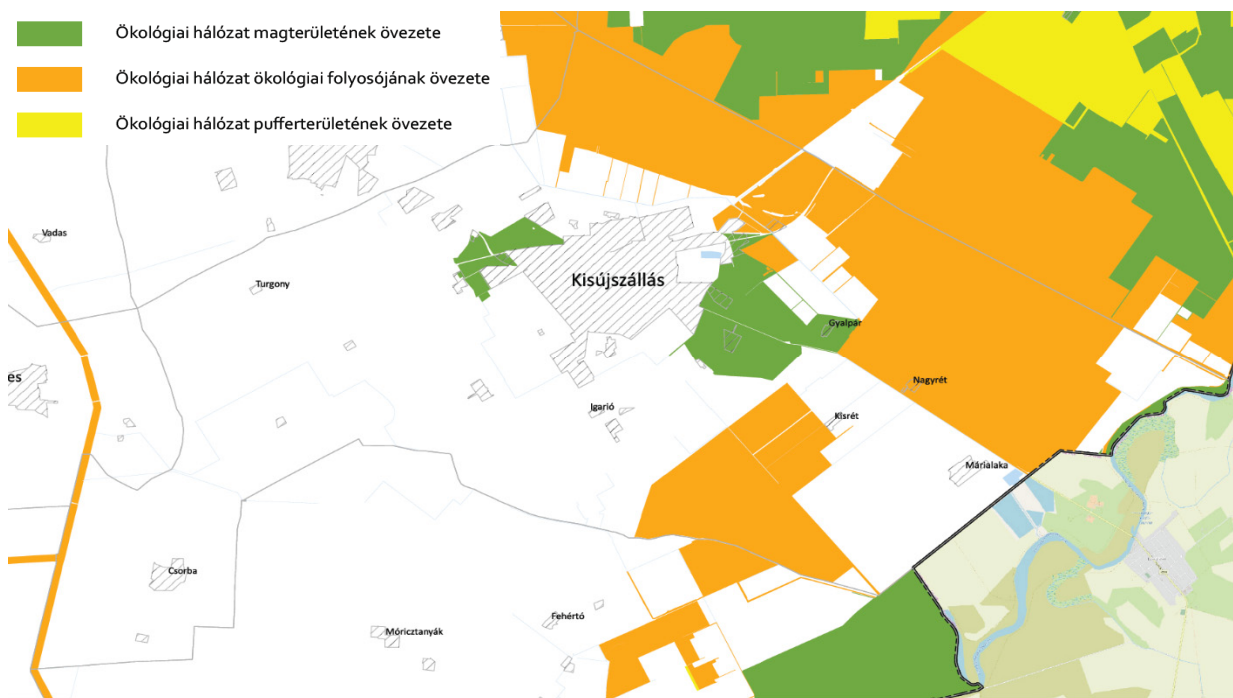 Ökológiai hálózat magterületének övezete
Ökológiai hálózat ökológiai folyosójának övezete
Ökológiai hálózat pufferterületének övezete
Vadas
Turgony
Kisújszállás
Gyalpár
es
Nagyrét
Igarió
Kisrét
Márialaka
Csorba
Fehértó
Móricztanyák